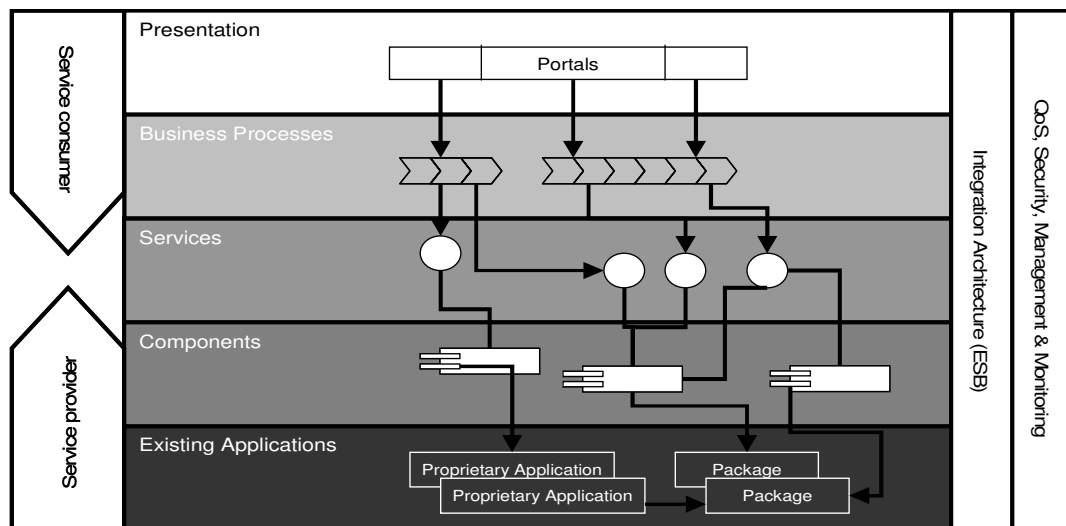 Presentation
Portals
Business Processes
Services
Components
Existing Applications
Proprietary Application
Proprietary Application
Package
Package
Service consumer
Service provider
Integration Architecture (ESB)
QoS, Security, Management & Monitoring